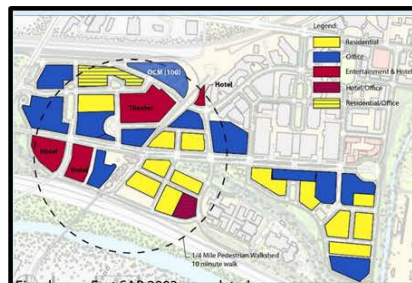 Legend:
Residential
Office
Entertainment & Hotel
Hotel/Office
Residential/Office
OCM (100)
Hotel
Theater
Hotel
Hotel
1/4 Mile Pedestrian Walkshed
10 minute walk